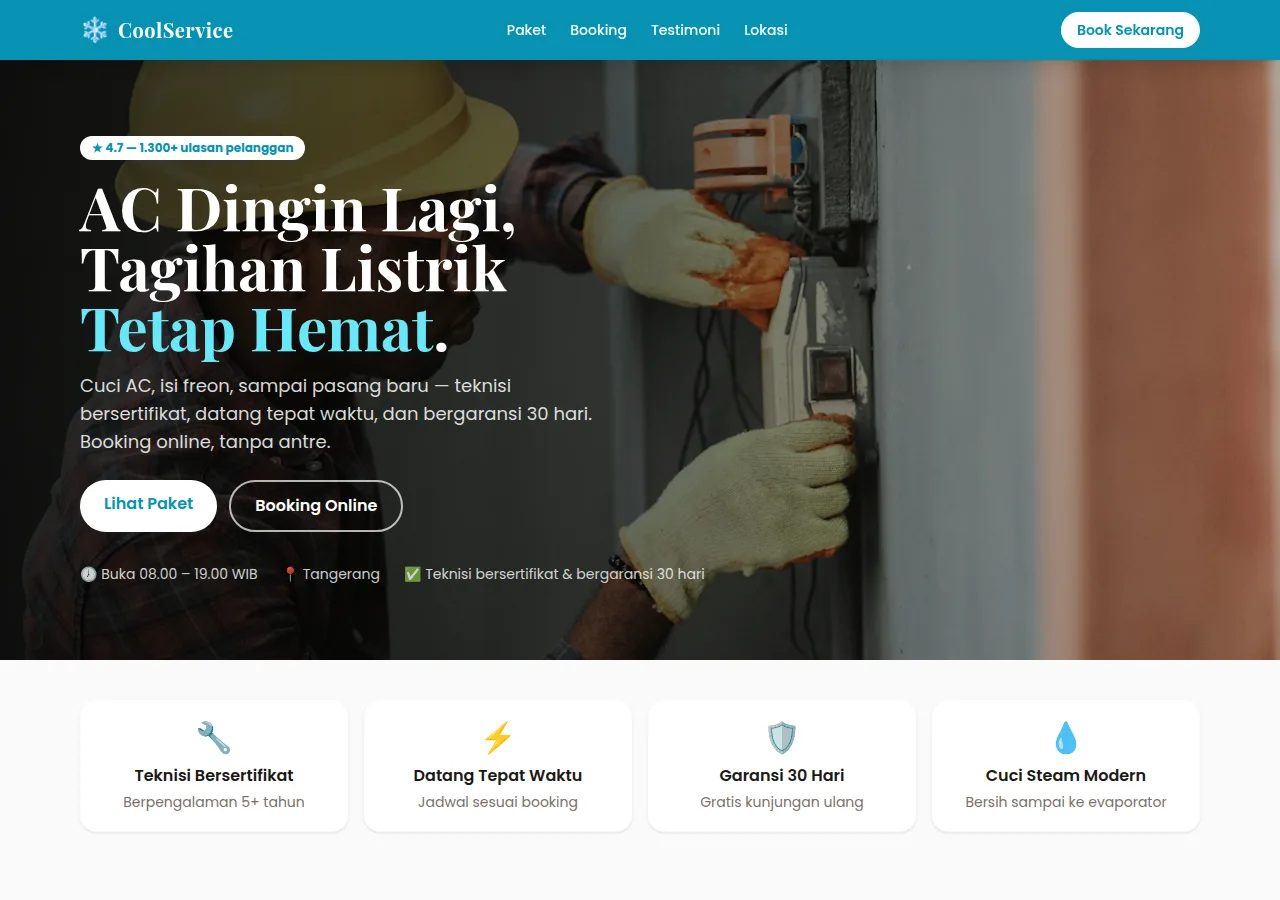 CoolService
Paket
Booking
Testimoni
Lokasi
Book Sekarang
★ 4.7 — 1.300+ ulasan pelanggan
AC Dingin Lagi,
Tagihan Listrik
Tetap Hemat.
Cuci AC, isi freon, sampai pasang baru — teknisi
bersertifikat, datang tepat waktu, dan bergaransi 30 hari.
Booking online, tanpa antre.
Lihat Paket
Booking Online
Buka 08.00 – 19.00 WIB
Tangerang
Teknisi bersertifikat & bergaransi 30 hari
Teknisi Bersertifikat
Berpengalaman 5+ tahun
Datang Tepat Waktu
Jadwal sesuai booking
Garansi 30 Hari
Gratis kunjungan ulang
Cuci Steam Modern
Bersih sampai ke evaporator